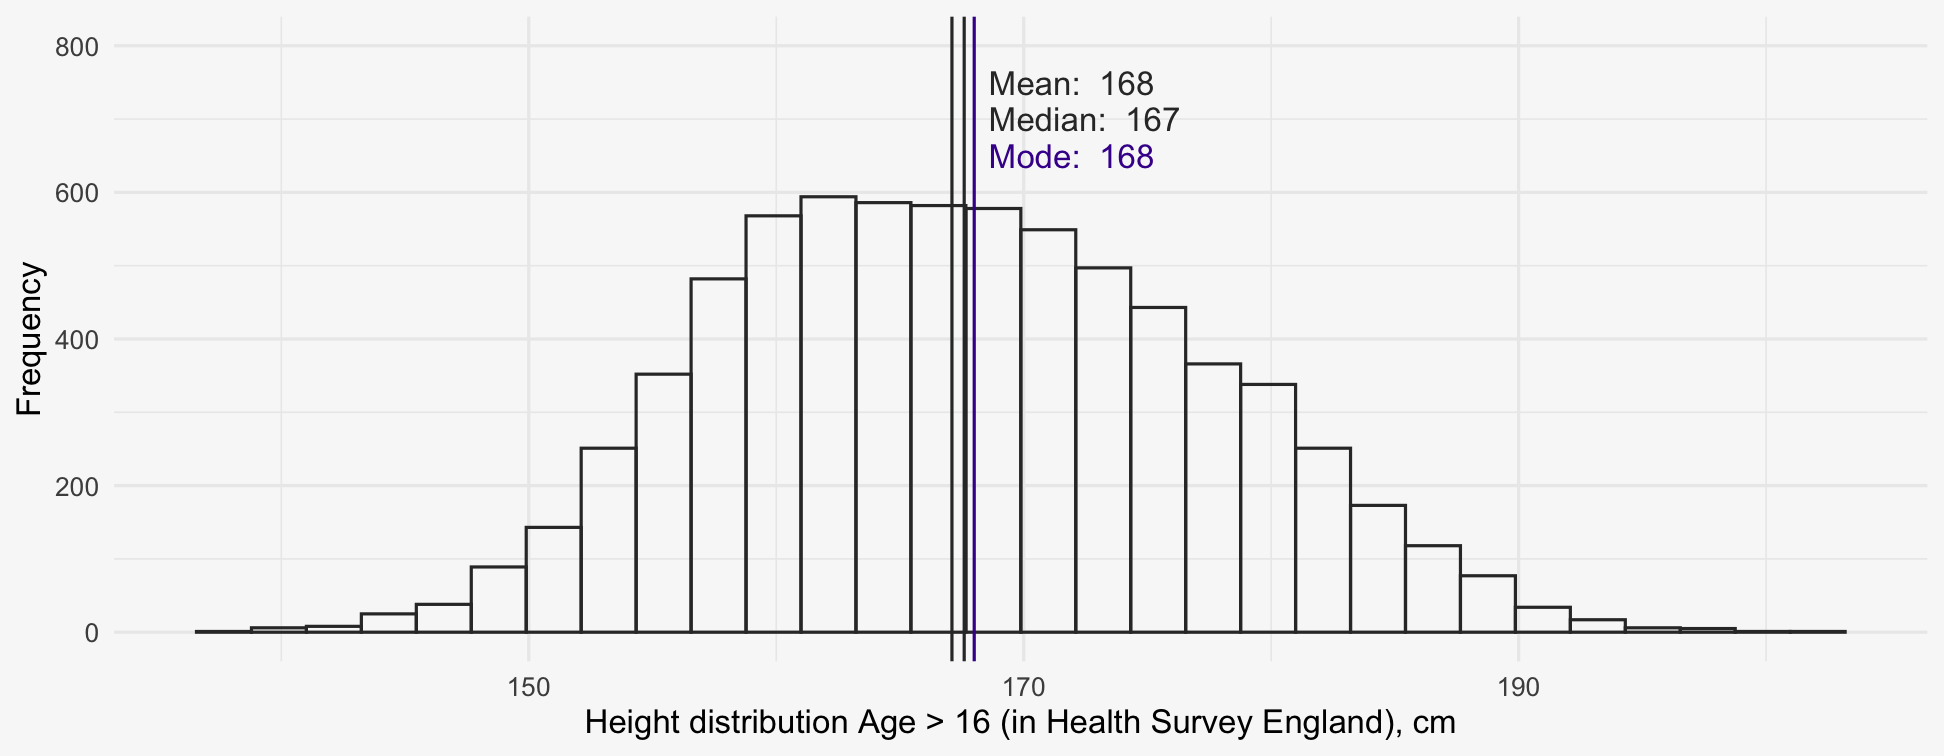 800
600
400
200
0
Frequency
Mean: 168
Median: 167
Mode: 168
150 170 190
Height distribution Age > 16 (in Health Survey England), cm